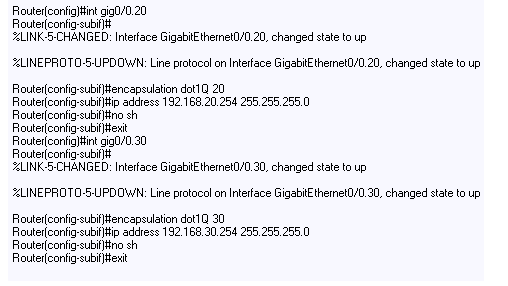 Router(config)#int gig0/0.20
Router(config-subif)#
%LINK-5-CHANGED: Interface GigabitEthernet0/0.20, changed state to up
%LINEPROTO-5-UPDOWN: Line protocol on Interface GigabitEthernet0/0.20, changed state to up
Router(config-subif)#encapsulation dot1Q 20
Router(config-subif)#ip address 192.168.20.254 255.255.255.0
Router(config-subif)#no sh
Router(config-subif)#exit
Router(config)#int gig0/0.30
Router(config-subif)#
%LINK-5-CHANGED: Interface GigabitEthernet0/0.30, changed state to up
%LINEPROTO-5-UPDOWN: Line protocol on Interface GigabitEthernet0/0.30, changed state to up
Router(config-subif)#encapsulation dot1Q 30
Router(config-subif)#ip address 192.168.30.254 255.255.255.0
Router(config-subif)#no sh
Router(config-subif)#exit